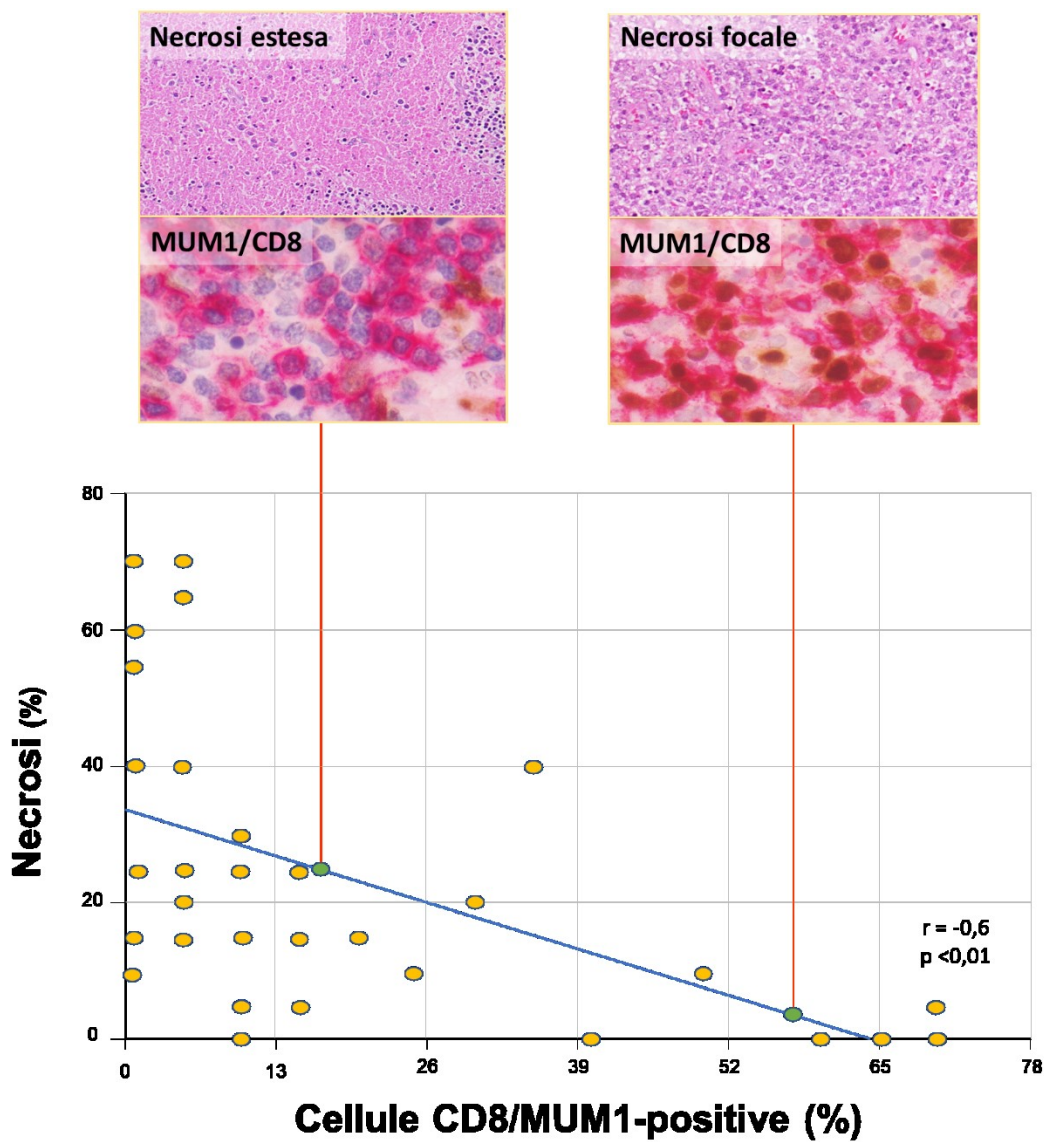 Necrosi estesa
Necrosi focale
MUM1/CD8
MUM1/CD8
80
60
40
20
0
Necrosi (%)
r = -0,6
p <0,01
0
13
26
39
52
65
78
Cellule CD8/MUM1-positive (%)